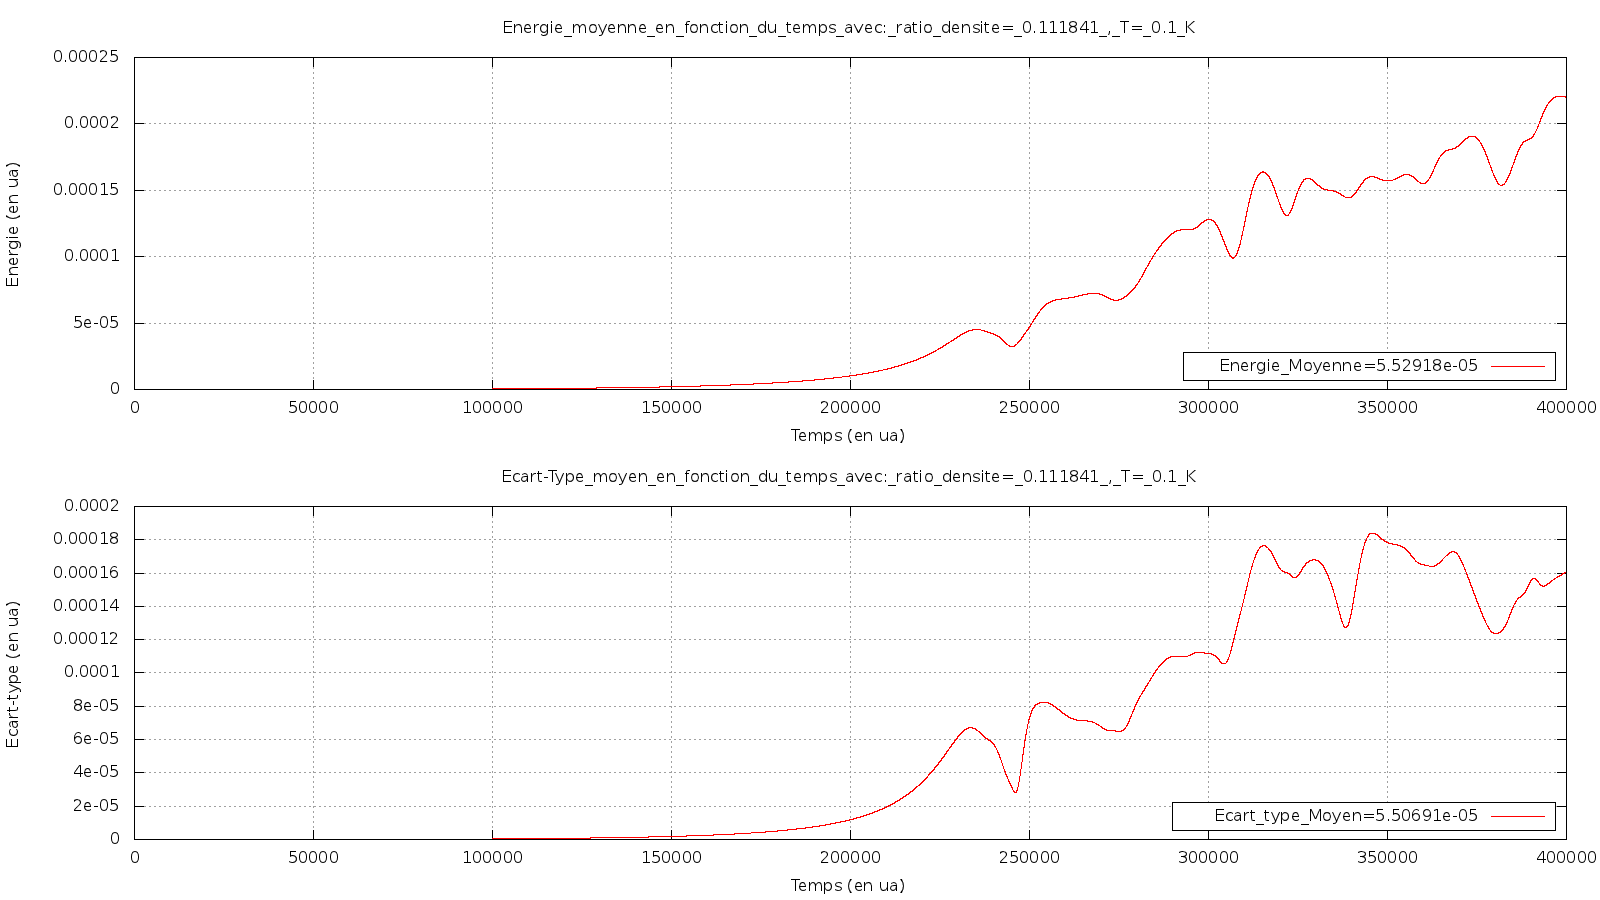 Energie_moyenne_en_fonction_du_temps_avec:_ratio_densite=_0.111841_,_T=_0.1_K
0.00025
0.0002
0.00015
0.0001
5e-05
0
Energie (en ua)
Energie_Moyenne=5.52918e-05
0 50000 100000 150000 200000 250000 300000 350000 400000
Temps (en ua)
Ecart-Type_moyen_en_fonction_du_temps_avec:_ratio_densite=_0.111841_,_T=_0.1_K
0.0002
0.00018
0.00016
0.00014
0.00012
0.0001
8e-05
6e-05
4e-05
2e-05
0
Ecart-type (en ua)
Ecart_type_Moyen=5.50691e-05
0 50000 100000 150000 200000 250000 300000 350000 400000
Temps (en ua)